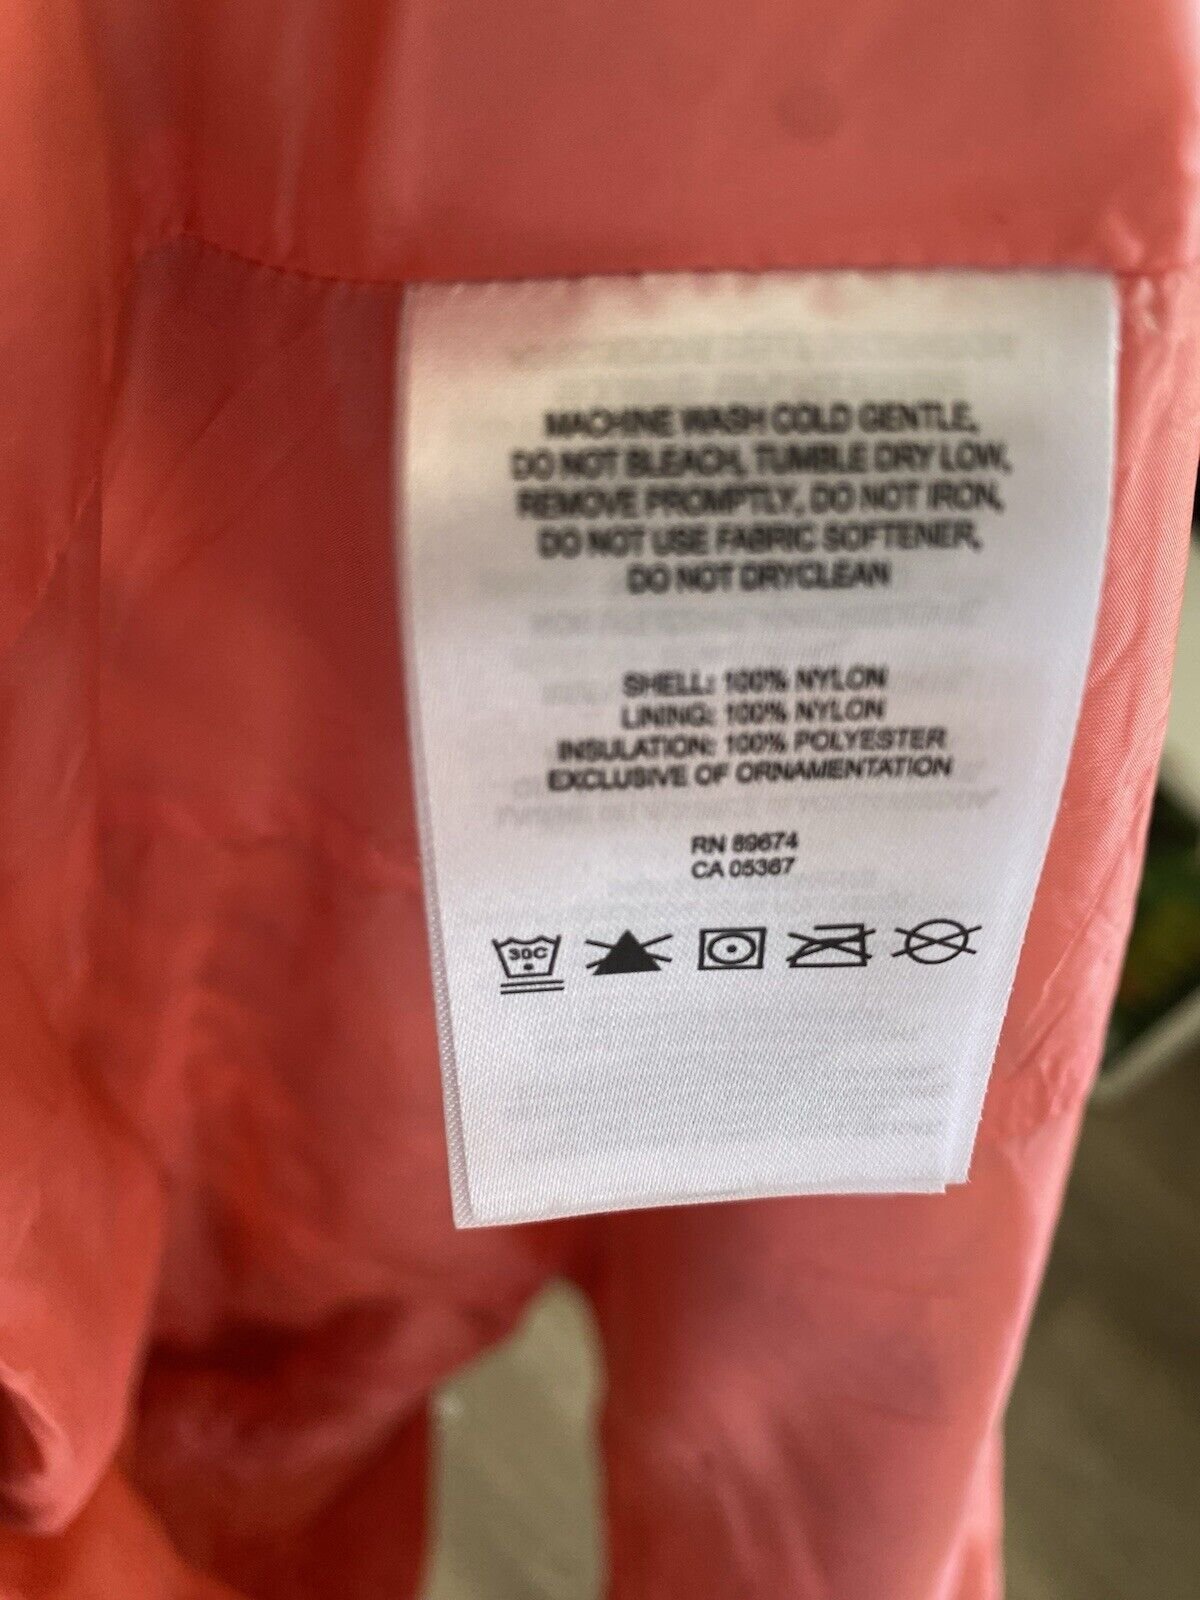 MACHINE WASH COLD GENTLE,
DO NOT BLEACH, TUMBLE DRY LOW,
REMOVE PROMPTLY, DO NOT IRON,
DO NOT USE FABRIC SOFTENER,
DO NOT DRYCLEAN
SHELL: 100% NYLON
LINING: 100% NYLON
INSULATION: 100% POLYESTER
EXCLUSIVE OF ORNAMENTATION
RN 89674
CA 05367
30C